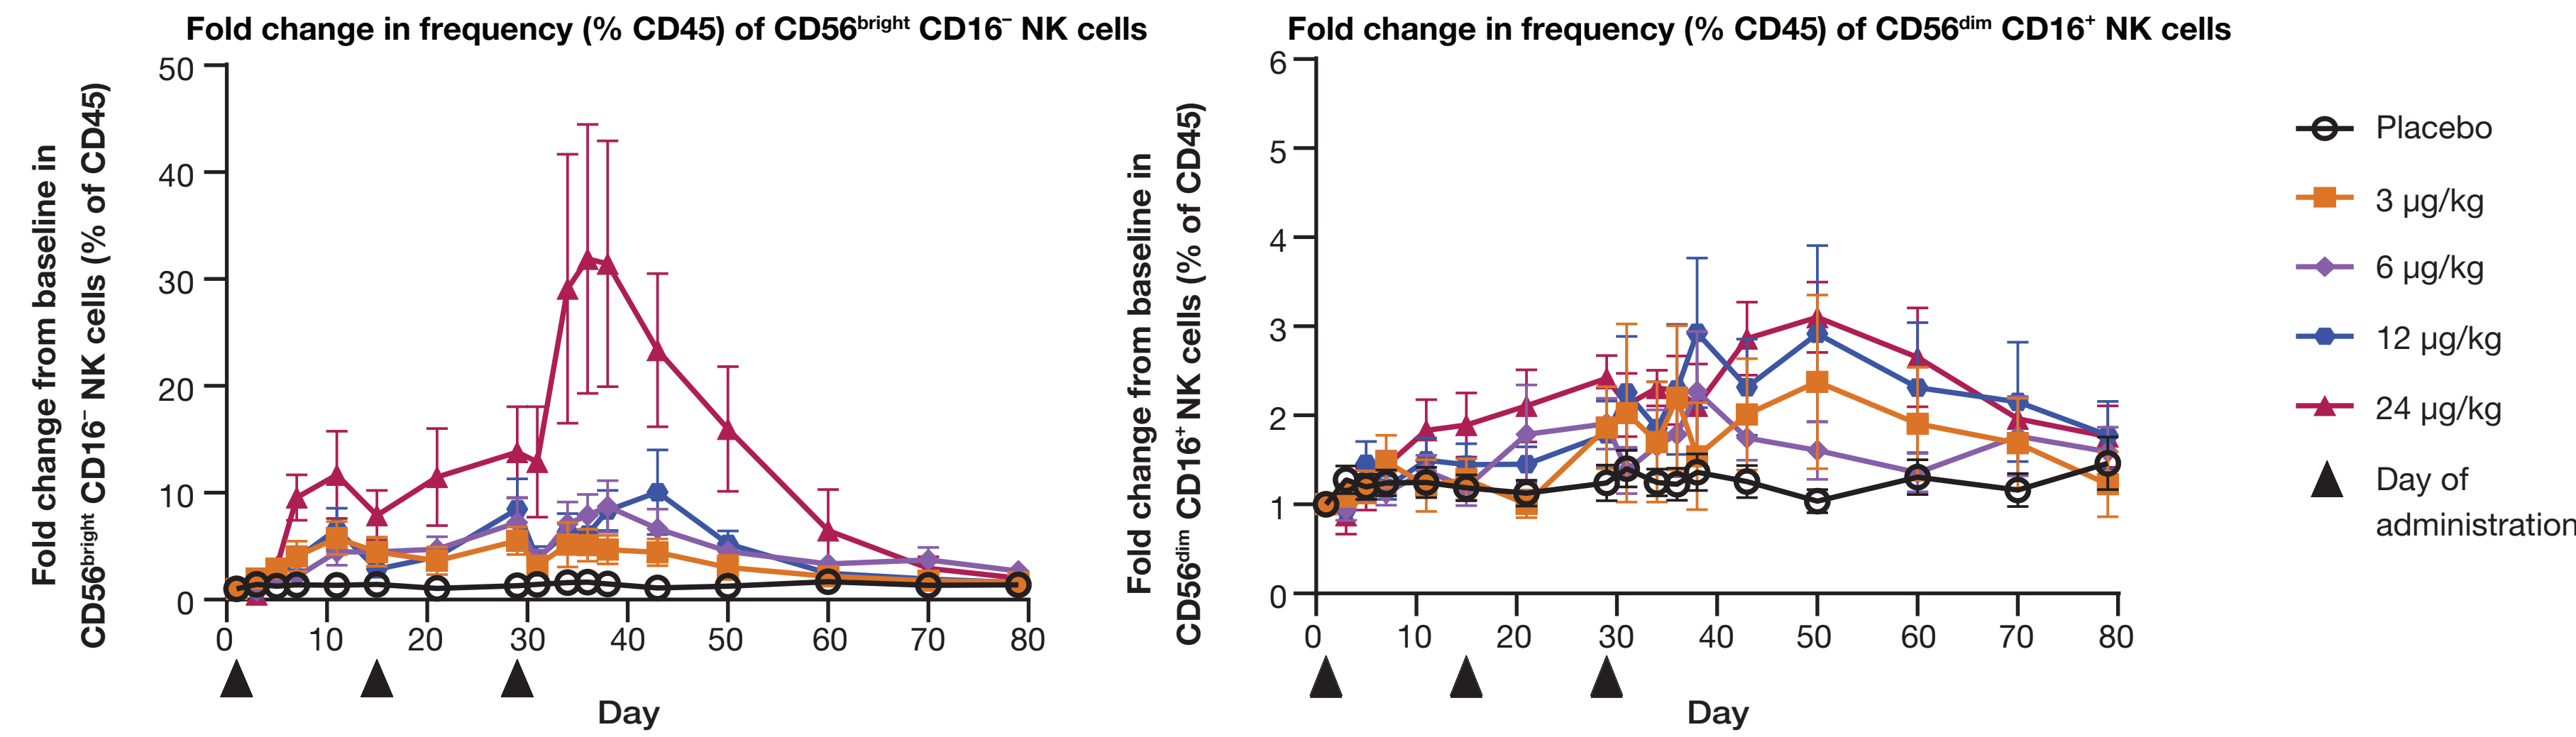 Fold change in frequency (% CD45) of CD56bright CD16− NK cells
Fold change from baseline in
CD56bright CD16− NK cells (% of CD45)
50
40
30
20
10
0
0 10 20 30 40 50 60 70 80
Day
Fold change in frequency (% CD45) of CD56dim CD16+ NK cells
Fold change from baseline in
CD56dim CD16+ NK cells (% of CD45)
6
5
4
3
2
1
0
0 10 20 30 40 50 60 70 80
Day
Placebo
3 µg/kg
6 µg/kg
12 µg/kg
24 µg/kg
Day of
administration